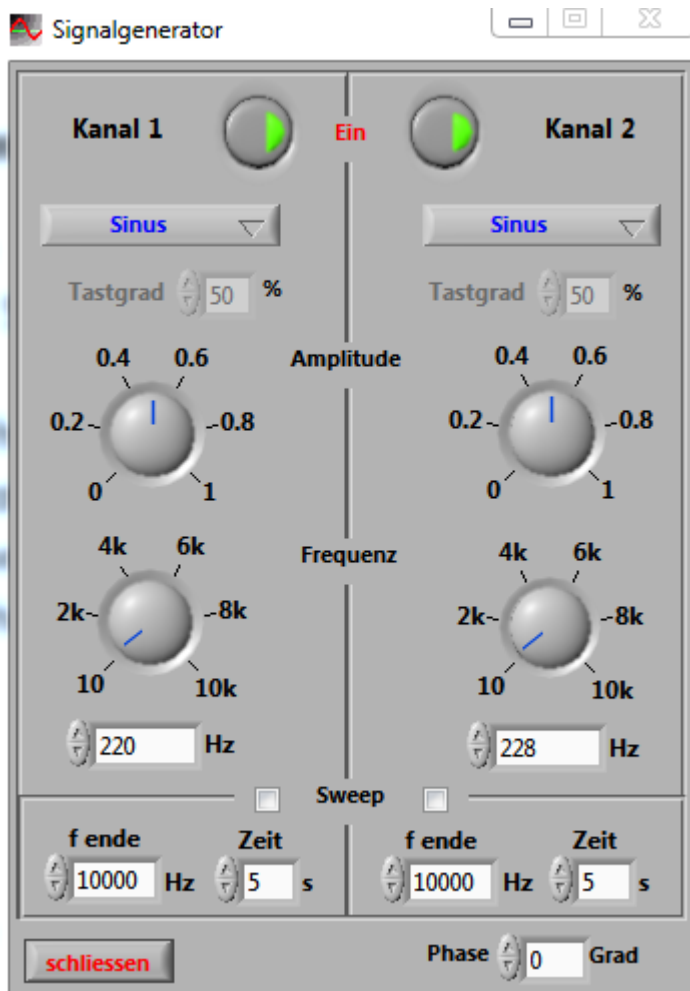 Signalgenerator
Kanal 1 Ein Kanal 2
Sinus Sinus
Tastgrad 50 % Tastgrad 50 %
Amplitude
0.4 0.6 0.4 0.6
0.2 0.8 0.2 0.8
0 1 0 1
Frequenz
4k 6k 4k 6k
2k 8k 2k 8k
10 10k 10 10k
220 Hz 228 Hz
Sweep
f ende Zeit f ende Zeit
10000 Hz 5 s 10000 Hz 5 s
schliessen Phase 0 Grad